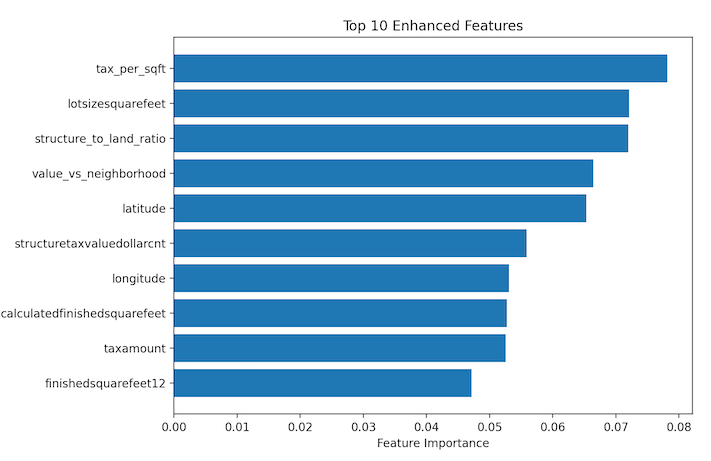 Top 10 Enhanced Features
tax_per_sqft
lotsizesquarefeet
structure_to_land_ratio
value_vs_neighborhood
latitude
structuretaxvaluedollarcnt
longitude
calculatedfinishedsquarefeet
taxamount
finishedsquarefeet12
0.00 0.01 0.02 0.03 0.04 0.05 0.06 0.07 0.08
Feature Importance